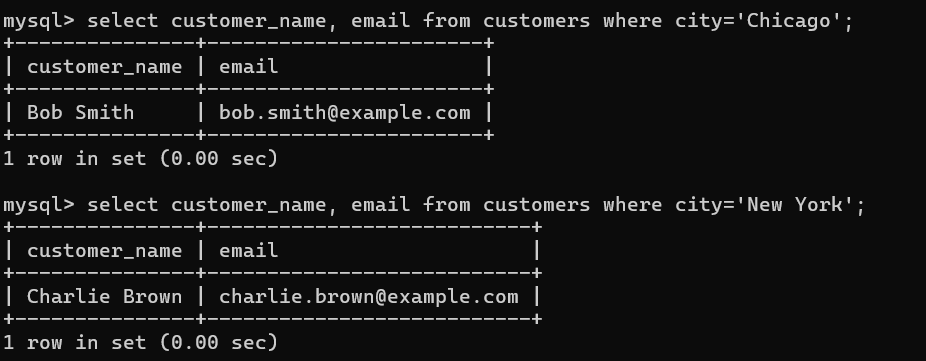 mysql> select customer_name, email from customers where city='Chicago';
+---------------+-----------------------+
| customer_name | email                 |
+---------------+-----------------------+
| Bob Smith     | bob.smith@example.com |
+---------------+-----------------------+
1 row in set (0.00 sec)

mysql> select customer_name, email from customers where city='New York';
+---------------+---------------------------+
| customer_name | email                     |
+---------------+---------------------------+
| Charlie Brown | charlie.brown@example.com |
+---------------+---------------------------+
1 row in set (0.00 sec)